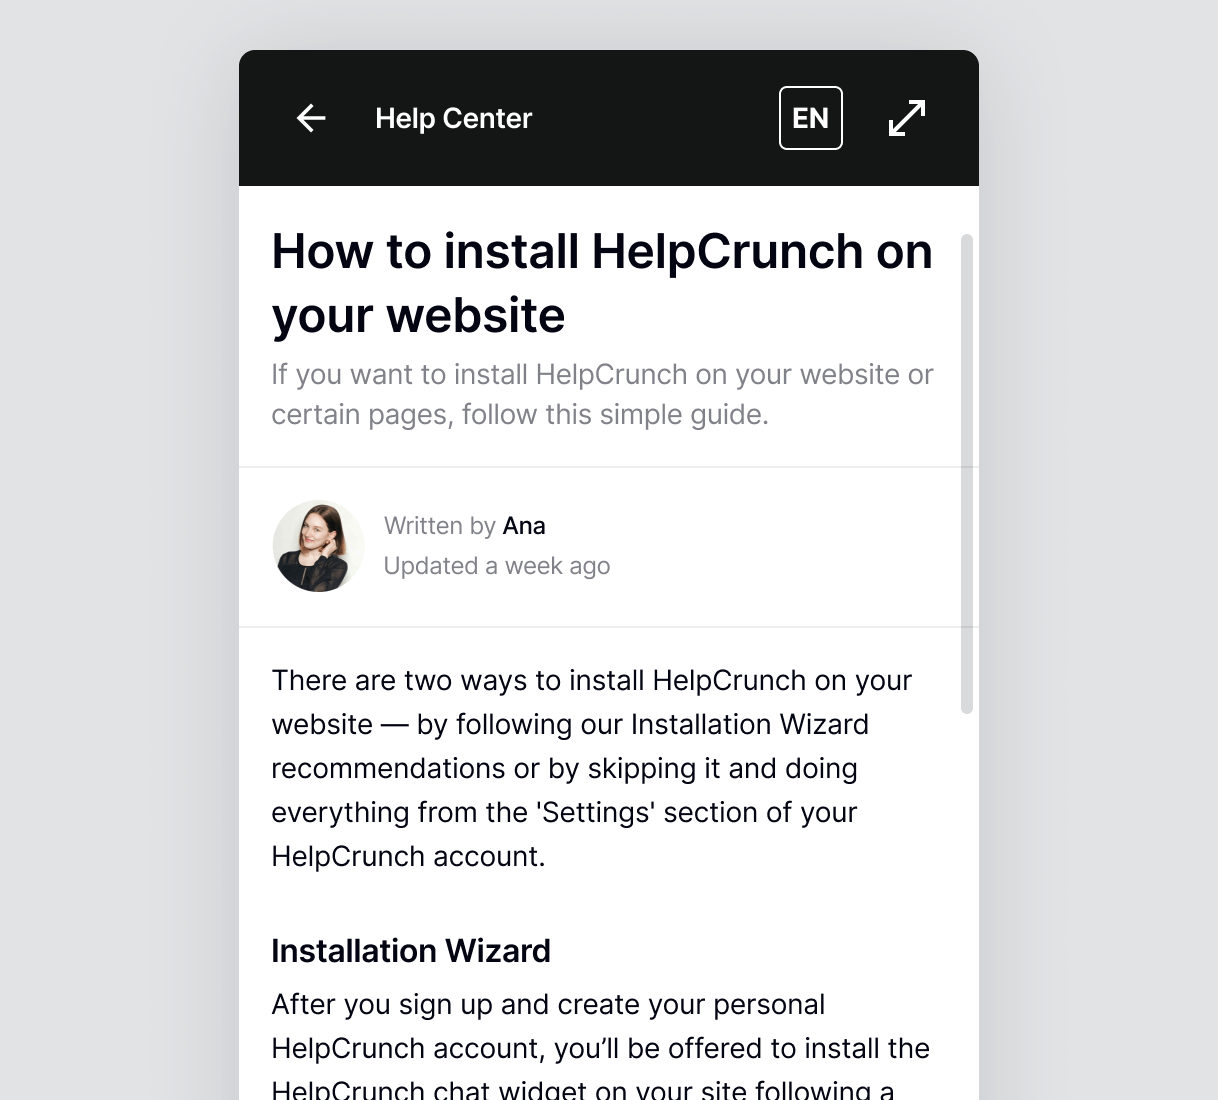 Help Center
EN
How to install HelpCrunch on
your website
If you want to install HelpCrunch on your website or
certain pages, follow this simple guide.
Written by Ana
Updated a week ago
There are two ways to install HelpCrunch on your
website — by following our Installation Wizard
recommendations or by skipping it and doing
everything from the 'Settings' section of your
HelpCrunch account.
Installation Wizard
After you sign up and create your personal
HelpCrunch account, you’ll be offered to install the
HelpCrunch chat widget on your site following a